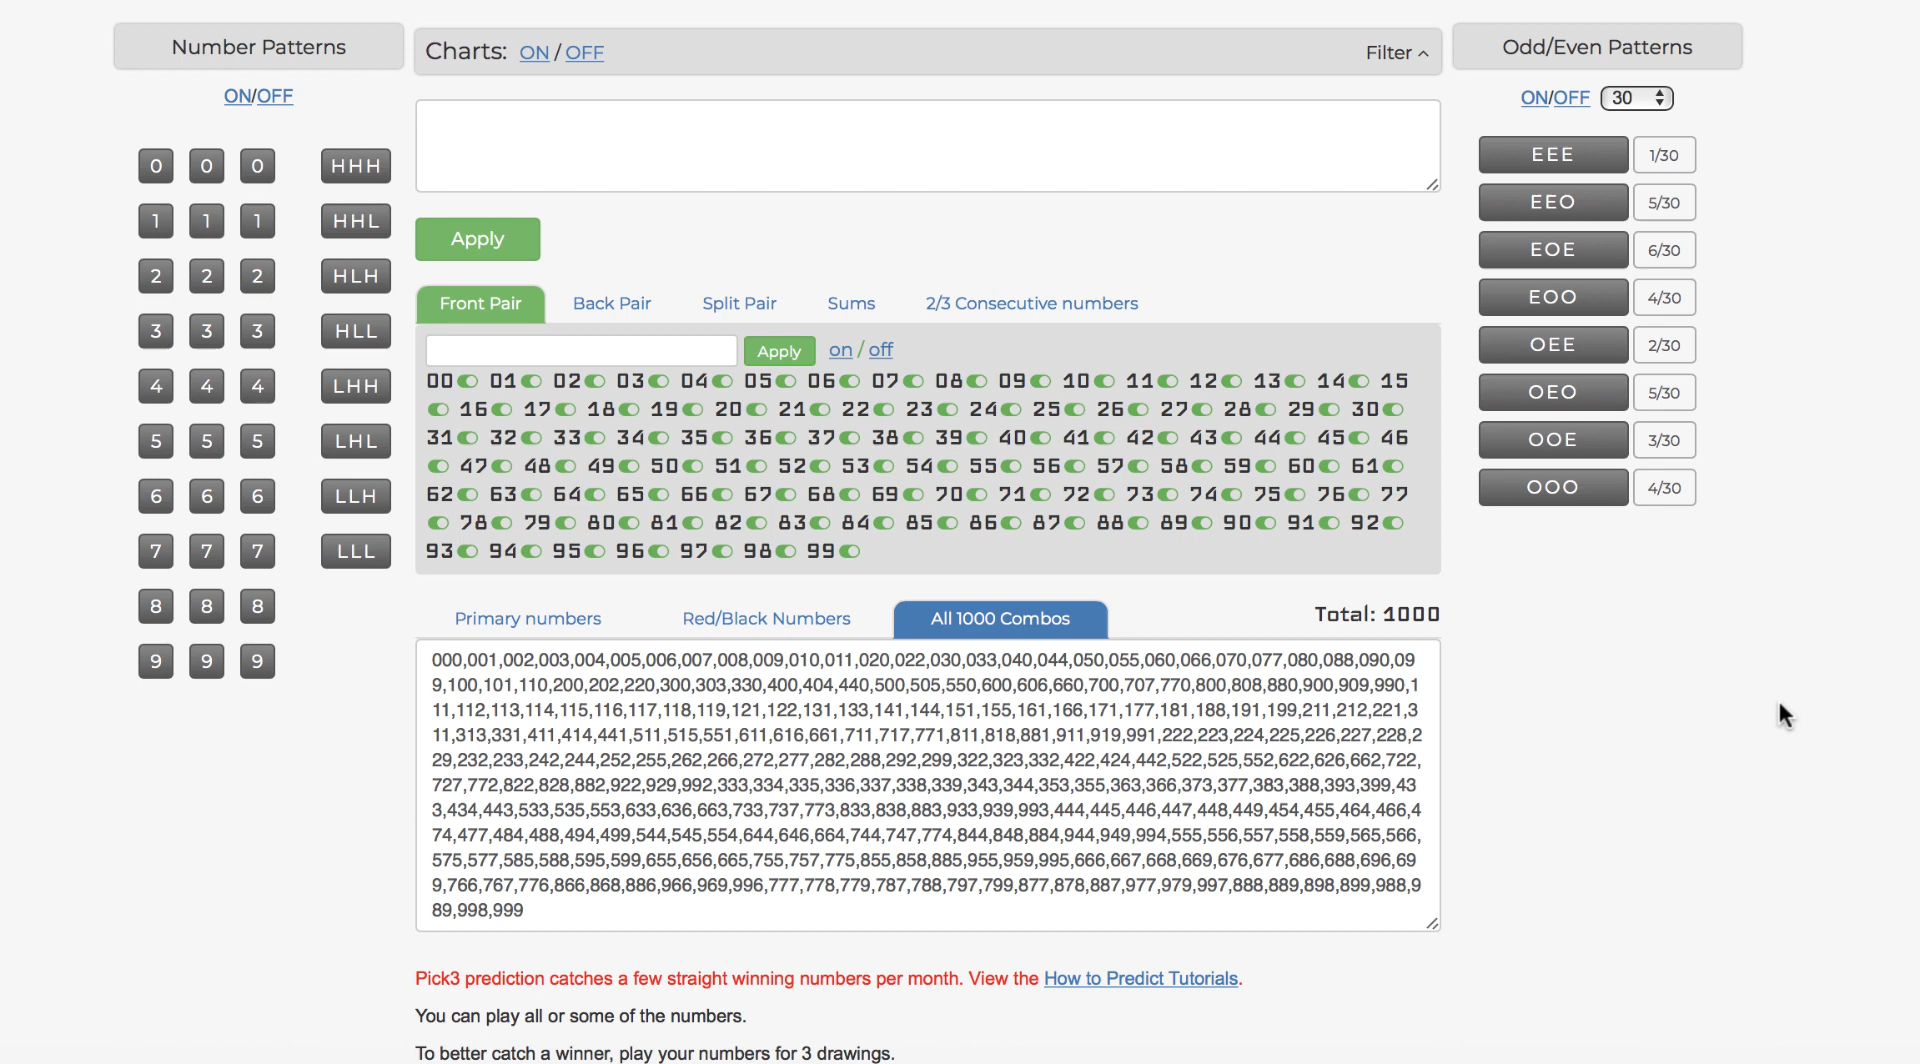 Number Patterns
ON/OFF
0 0 0 HHH
1 1 1 HHL
2 2 2 HLH
3 3 3 HLL
4 4 4 LHH
5 5 5 LHL
6 6 6 LLH
7 7 7 LLL
8 8 8
9 9 9
Charts: ON / OFF
Filter
Apply
Front Pair Back Pair Split Pair Sums 2/3 Consecutive numbers
Apply on / off
00 01 02 03 04 05 06 07 08 09 10 11 12 13 14 15
16 17 18 19 20 21 22 23 24 25 26 27 28 29 30
31 32 33 34 35 36 37 38 39 40 41 42 43 44 45 46
47 48 49 50 51 52 53 54 55 56 57 58 59 60 61
62 63 64 65 66 67 68 69 70 71 72 73 74 75 76 77
78 79 80 81 82 83 84 85 86 87 88 89 90 91 92
93 94 95 96 97 98 99
Primary numbers Red/Black Numbers All 1000 Combos Total: 1000
000,001,002,003,004,005,006,007,008,009,010,011,020,022,030,033,040,044,050,055,060,066,070,077,080,088,090,09
9,100,101,110,200,202,220,300,303,330,400,404,440,500,505,550,600,606,660,700,707,770,800,808,880,900,909,990,1
11,112,113,114,115,116,117,118,119,121,122,131,133,141,144,151,155,161,166,171,177,181,188,191,199,211,212,221,3
11,313,331,411,414,441,511,515,551,611,616,661,711,717,771,811,818,881,911,919,991,222,223,224,225,226,227,228,2
29,232,233,242,244,252,255,262,266,272,277,282,288,292,299,322,323,332,422,424,442,522,525,552,622,626,662,722,
727,772,822,828,882,922,929,992,333,334,335,336,337,338,339,343,344,353,355,363,366,373,377,383,388,393,399,43
3,434,443,533,535,553,633,636,663,733,737,773,833,838,883,933,939,993,444,445,446,447,448,449,454,455,464,466,4
74,477,484,488,494,499,544,545,554,644,646,664,744,747,774,844,848,884,944,949,994,555,556,557,558,559,565,566,
575,577,585,588,595,599,655,656,665,755,757,775,855,858,885,955,959,995,666,667,668,669,676,677,686,688,696,69
9,766,767,776,866,868,886,966,969,996,777,778,779,787,788,797,799,877,878,887,977,979,997,888,889,898,899,988,9
89,998,999
Pick3 prediction catches a few straight winning numbers per month. View the How to Predict Tutorials.
You can play all or some of the numbers.
To better catch a winner, play your numbers for 3 drawings.
Odd/Even Patterns
ON/OFF 30
EEE 1/30
EEO 5/30
EOE 6/30
EOO 4/30
OEE 2/30
OEO 5/30
OOE 3/30
OOO 4/30